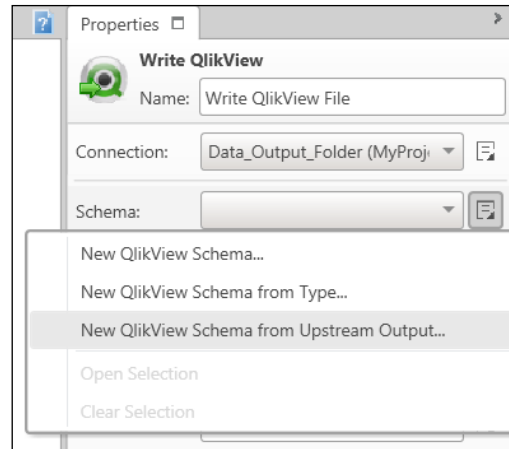 Properties
Write QlikView
Name: Write QlikView File
Connection: Data_Output_Folder (MyProj
Schema:
New QlikView Schema...
New QlikView Schema from Type...
New QlikView Schema from Upstream Output...
Open Selection
Clear Selection